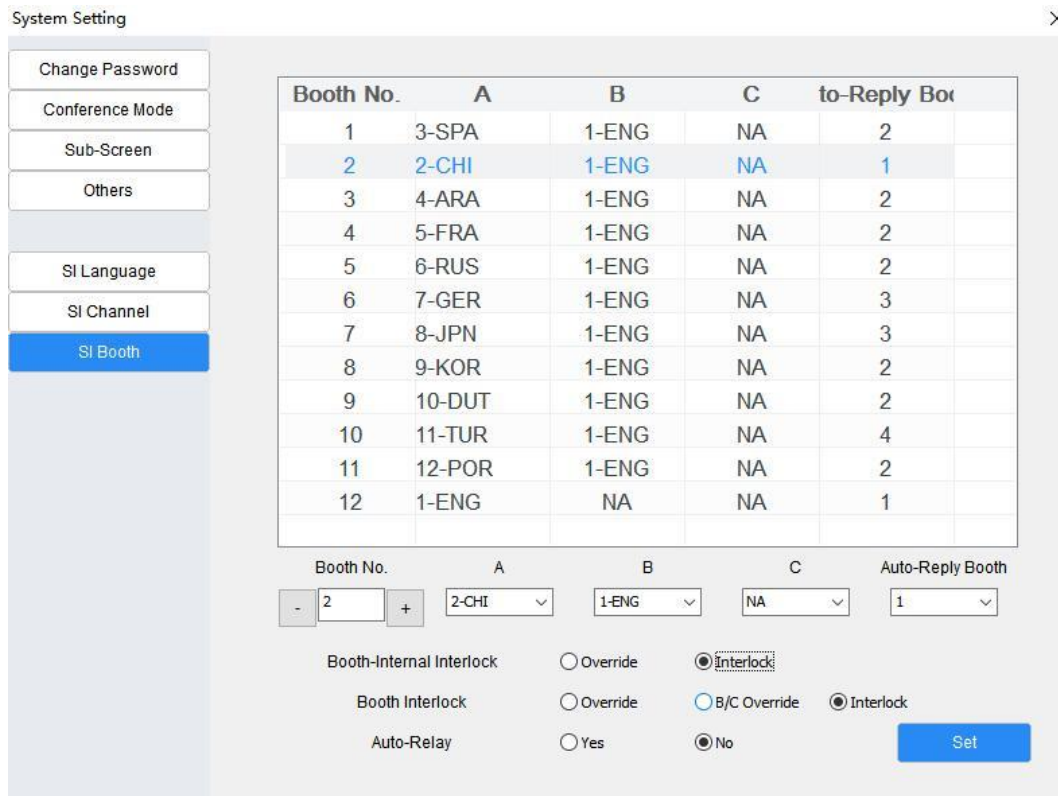 System Setting
Change Password
Conference Mode
Sub-Screen
Others
SI Language
SI Channel
SI Booth
Booth No. A B C to-Reply Boo
1 3-SPA 1-ENG NA 2
2 2-CHI 1-ENG NA 1
3 4-ARA 1-ENG NA 2
4 5-FRA 1-ENG NA 2
5 6-RUS 1-ENG NA 2
6 7-GER 1-ENG NA 3
7 8-JPN 1-ENG NA 3
8 9-KOR 1-ENG NA 2
9 10-DUT 1-ENG NA 2
10 11-TUR 1-ENG NA 4
11 12-POR 1-ENG NA 2
12 1-ENG NA NA 1
Booth No. A B C Auto-Reply Booth
- 2 + 2-CHI 1-ENG NA 1
Booth-Internal Interlock Override Interlock
Booth Interlock Override B/C Override Interlock
Auto-Relay Yes No
Set